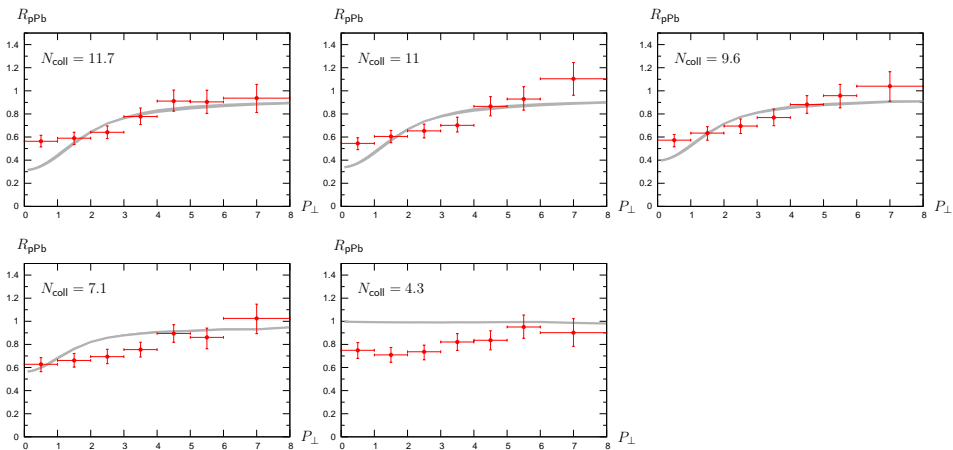 R_pPb R_pPb R_pPb
1.4 N_coll = 11.7 1.4 N_coll = 11 1.4 N_coll = 9.6
1.2 1.2 1.2
1 1 1
0.8 0.8 0.8
0.6 0.6 0.6
0.4 0.4 0.4
0.2 0.2 0.2
0 0 0
0 1 2 3 4 5 6 7 8 P⊥ 0 1 2 3 4 5 6 7 8 P⊥ 0 1 2 3 4 5 6 7 8 P⊥
R_pPb R_pPb
1.4 N_coll = 7.1 1.4 N_coll = 4.3
1.2 1.2
1 1
0.8 0.8
0.6 0.6
0.4 0.4
0.2 0.2
0 0
0 1 2 3 4 5 6 7 8 P⊥ 0 1 2 3 4 5 6 7 8 P⊥